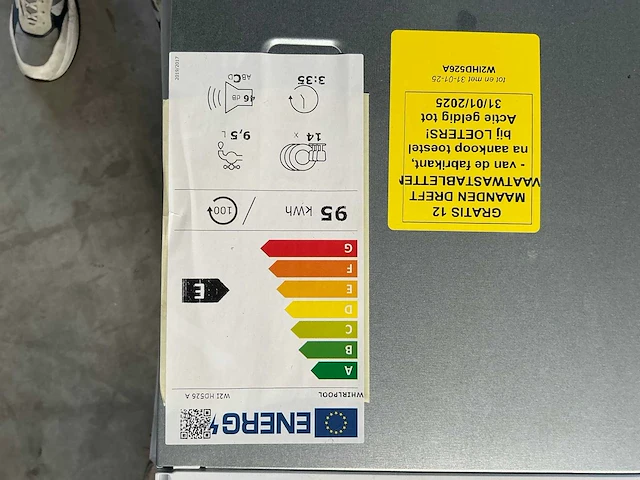 ENERG
WHIRLPOOL
W2I HD526 A
A
B
C
D
E
F
G
E
95 kWh / 100
14 x
9,5 L
3:35
46 dB
ABCD
2019/2017
GRATIS 12
MAANDEN DREFT
VAATWASTABLETTEN
- van de fabrikant,
na aankoop toestel
bij LOETERS!
Actie geldig tot
31/01/2025
tot en met 31-01-25
W2IHD526A